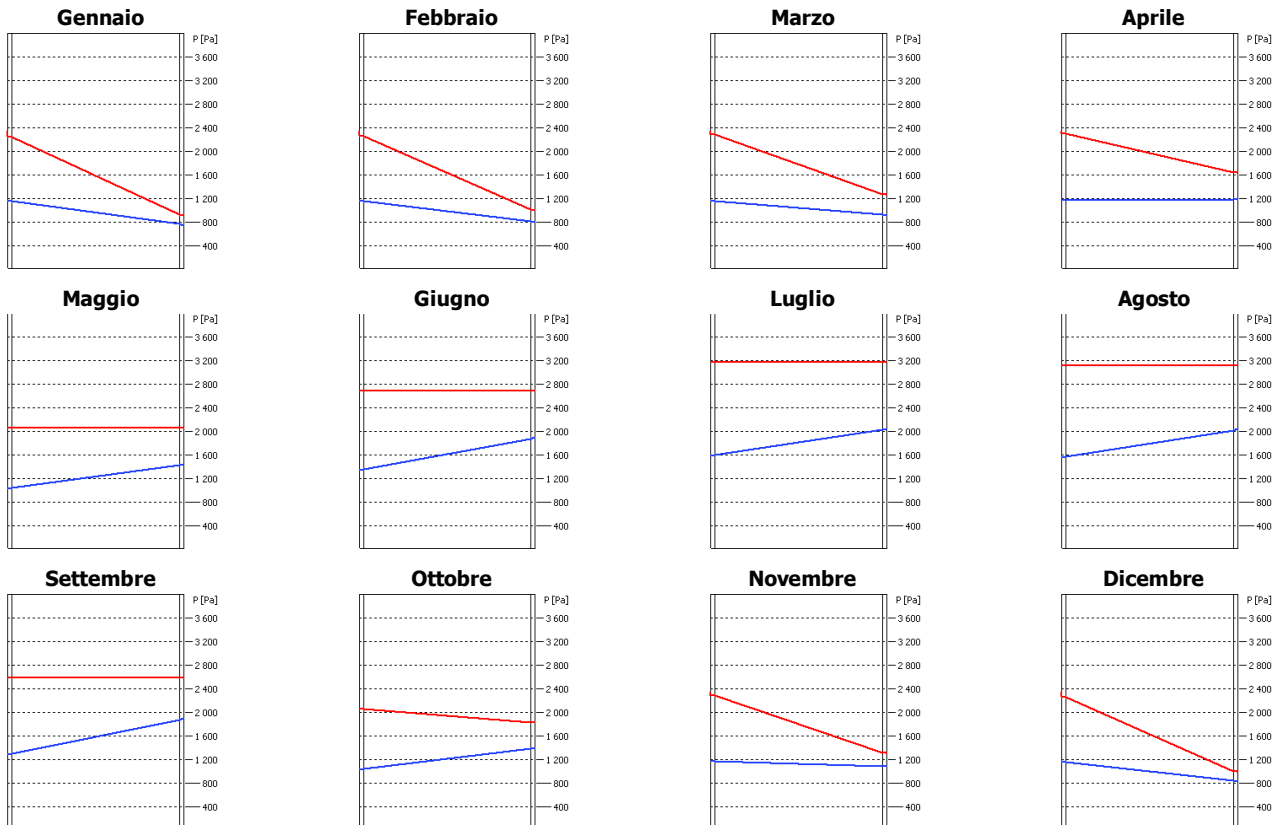 Gennaio Febbraio Marzo Aprile
P [Pa] P [Pa] P [Pa] P [Pa]
3 600 3 600 3 600 3 600
3 200 3 200 3 200 3 200
2 800 2 800 2 800 2 800
2 400 2 400 2 400 2 400
2 000 2 000 2 000 2 000
1 600 1 600 1 600 1 600
1 200 1 200 1 200 1 200
800 800 800 800
400 400 400 400
Maggio Giugno Luglio Agosto
P [Pa] P [Pa] P [Pa] P [Pa]
3 600 3 600 3 600 3 600
3 200 3 200 3 200 3 200
2 800 2 800 2 800 2 800
2 400 2 400 2 400 2 400
2 000 2 000 2 000 2 000
1 600 1 600 1 600 1 600
1 200 1 200 1 200 1 200
800 800 800 800
400 400 400 400
Settembre Ottobre Novembre Dicembre
P [Pa] P [Pa] P [Pa] P [Pa]
3 600 3 600 3 600 3 600
3 200 3 200 3 200 3 200
2 800 2 800 2 800 2 800
2 400 2 400 2 400 2 400
2 000 2 000 2 000 2 000
1 600 1 600 1 600 1 600
1 200 1 200 1 200 1 200
800 800 800 800
400 400 400 400